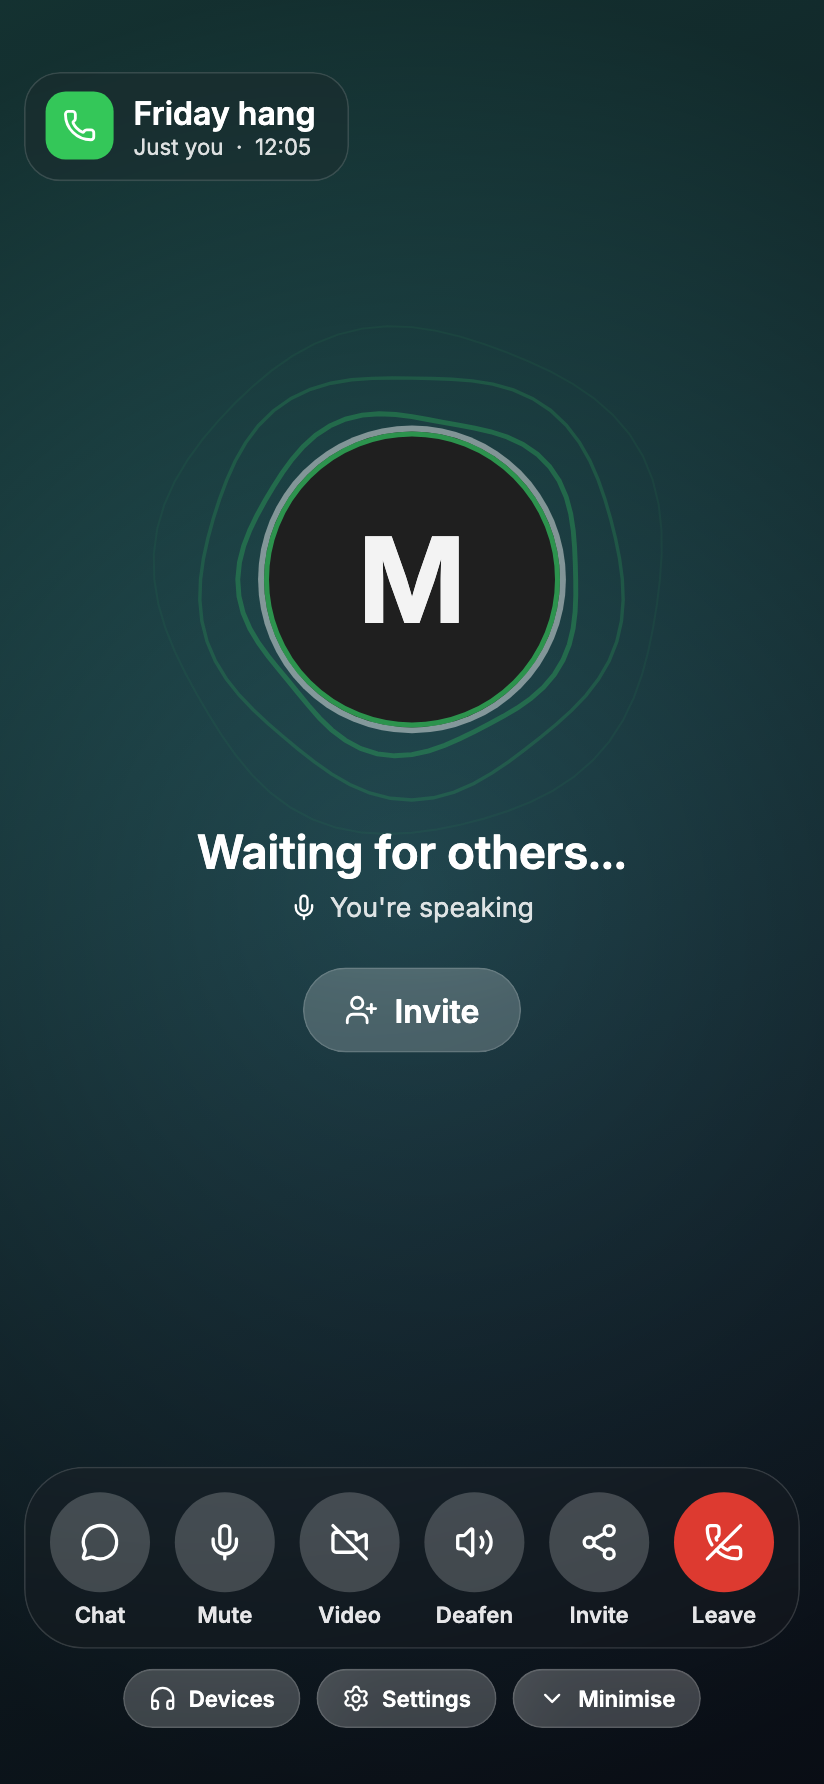 Friday hang
Just you · 12:05
M
Waiting for others...
You're speaking
Invite
Chat Mute Video Deafen Invite Leave
Devices Settings Minimise